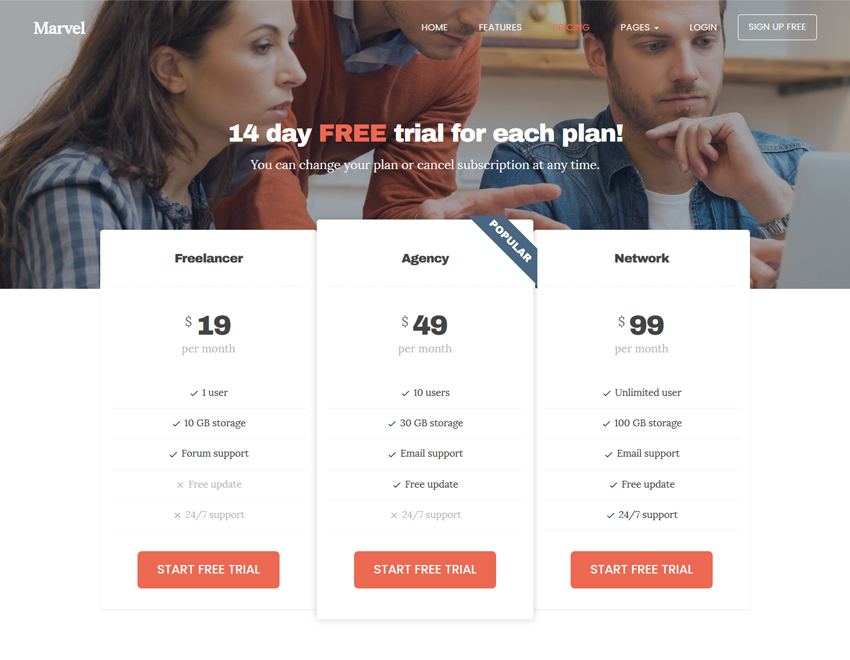 Marvel
HOME FEATURES PRICING PAGES LOGIN SIGN UP FREE
14 day FREE trial for each plan!
You can change your plan or cancel subscription at any time.
Freelancer
$ 19
per month
1 user
10 GB storage
Forum support
Free update
24/7 support
START FREE TRIAL
POPULAR
Agency
$ 49
per month
10 users
30 GB storage
Email support
Free update
24/7 support
START FREE TRIAL
Network
$ 99
per month
Unlimited user
100 GB storage
Email support
Free update
24/7 support
START FREE TRIAL